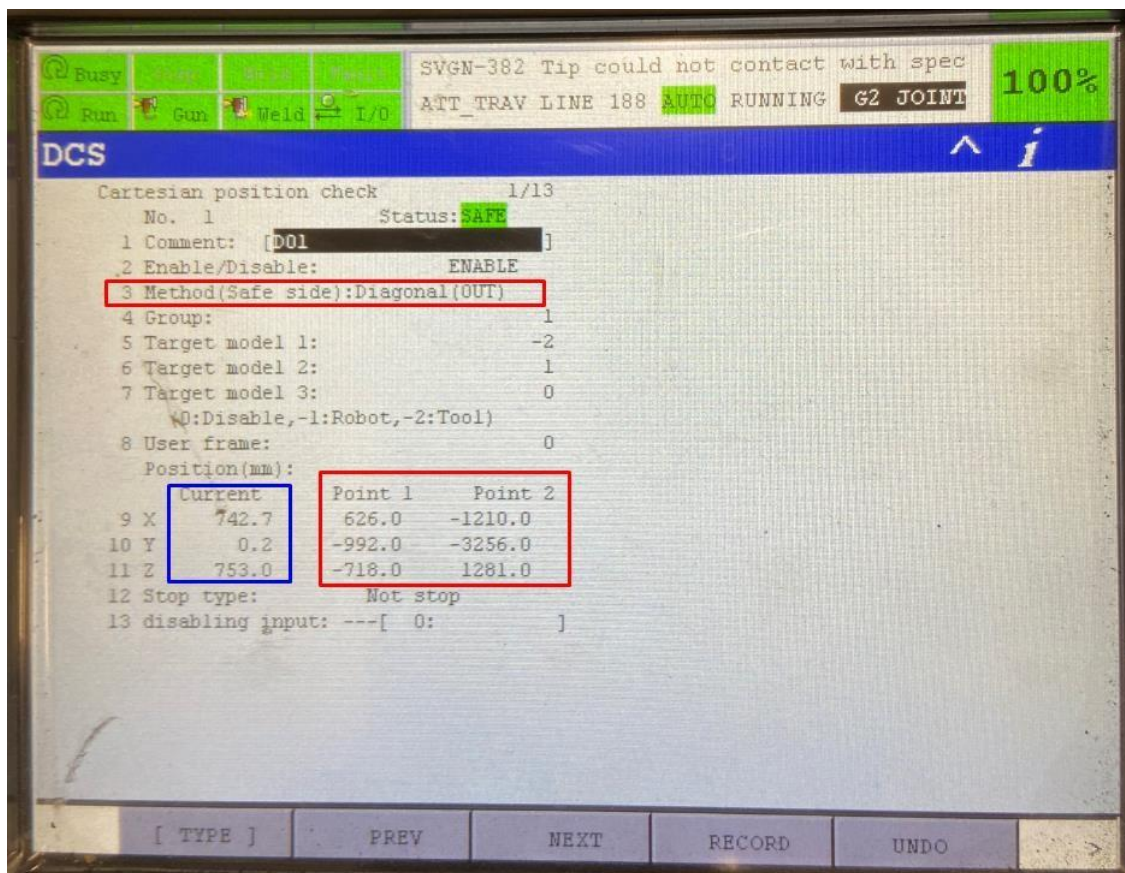 Busy
SVGN-382 Tip could not contact with spec
100%
Run Gun Weld I/O
ATT_TRAV LINE 188 AUTO RUNNING G2 JOINT
DCS ^ i
Cartesian position check 1/13
No. 1 Status:SAFE
1 Comment: [D01 ]
2 Enable/Disable: ENABLE
3 Method(Safe side):Diagonal(OUT)
4 Group: 1
5 Target model 1: -2
6 Target model 2: 1
7 Target model 3: 0
(0:Disable,-1:Robot,-2:Tool)
8 User frame: 0
Position(mm):
Current Point 1 Point 2
9 X 742.7 626.0 -1210.0
10 Y 0.2 -992.0 -3256.0
11 Z 753.0 -718.0 1281.0
12 Stop type: Not stop
13 disabling input: ---[ 0: ]
[ TYPE ] PREV NEXT RECORD UNDO >